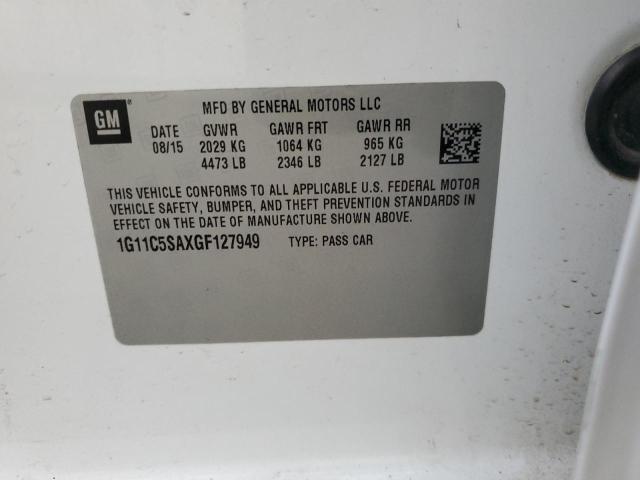 GM ® MFD BY GENERAL MOTORS LLC
DATE GVWR GAWR FRT GAWR RR
08/15 2029 KG 1064 KG 965 KG
4473 LB 2346 LB 2127 LB
THIS VEHICLE CONFORMS TO ALL APPLICABLE U.S. FEDERAL MOTOR
VEHICLE SAFETY, BUMPER, AND THEFT PREVENTION STANDARDS IN
EFFECT ON THE DATE OF MANUFACTURE SHOWN ABOVE.
1G11C5SAXGF127949 TYPE: PASS CAR